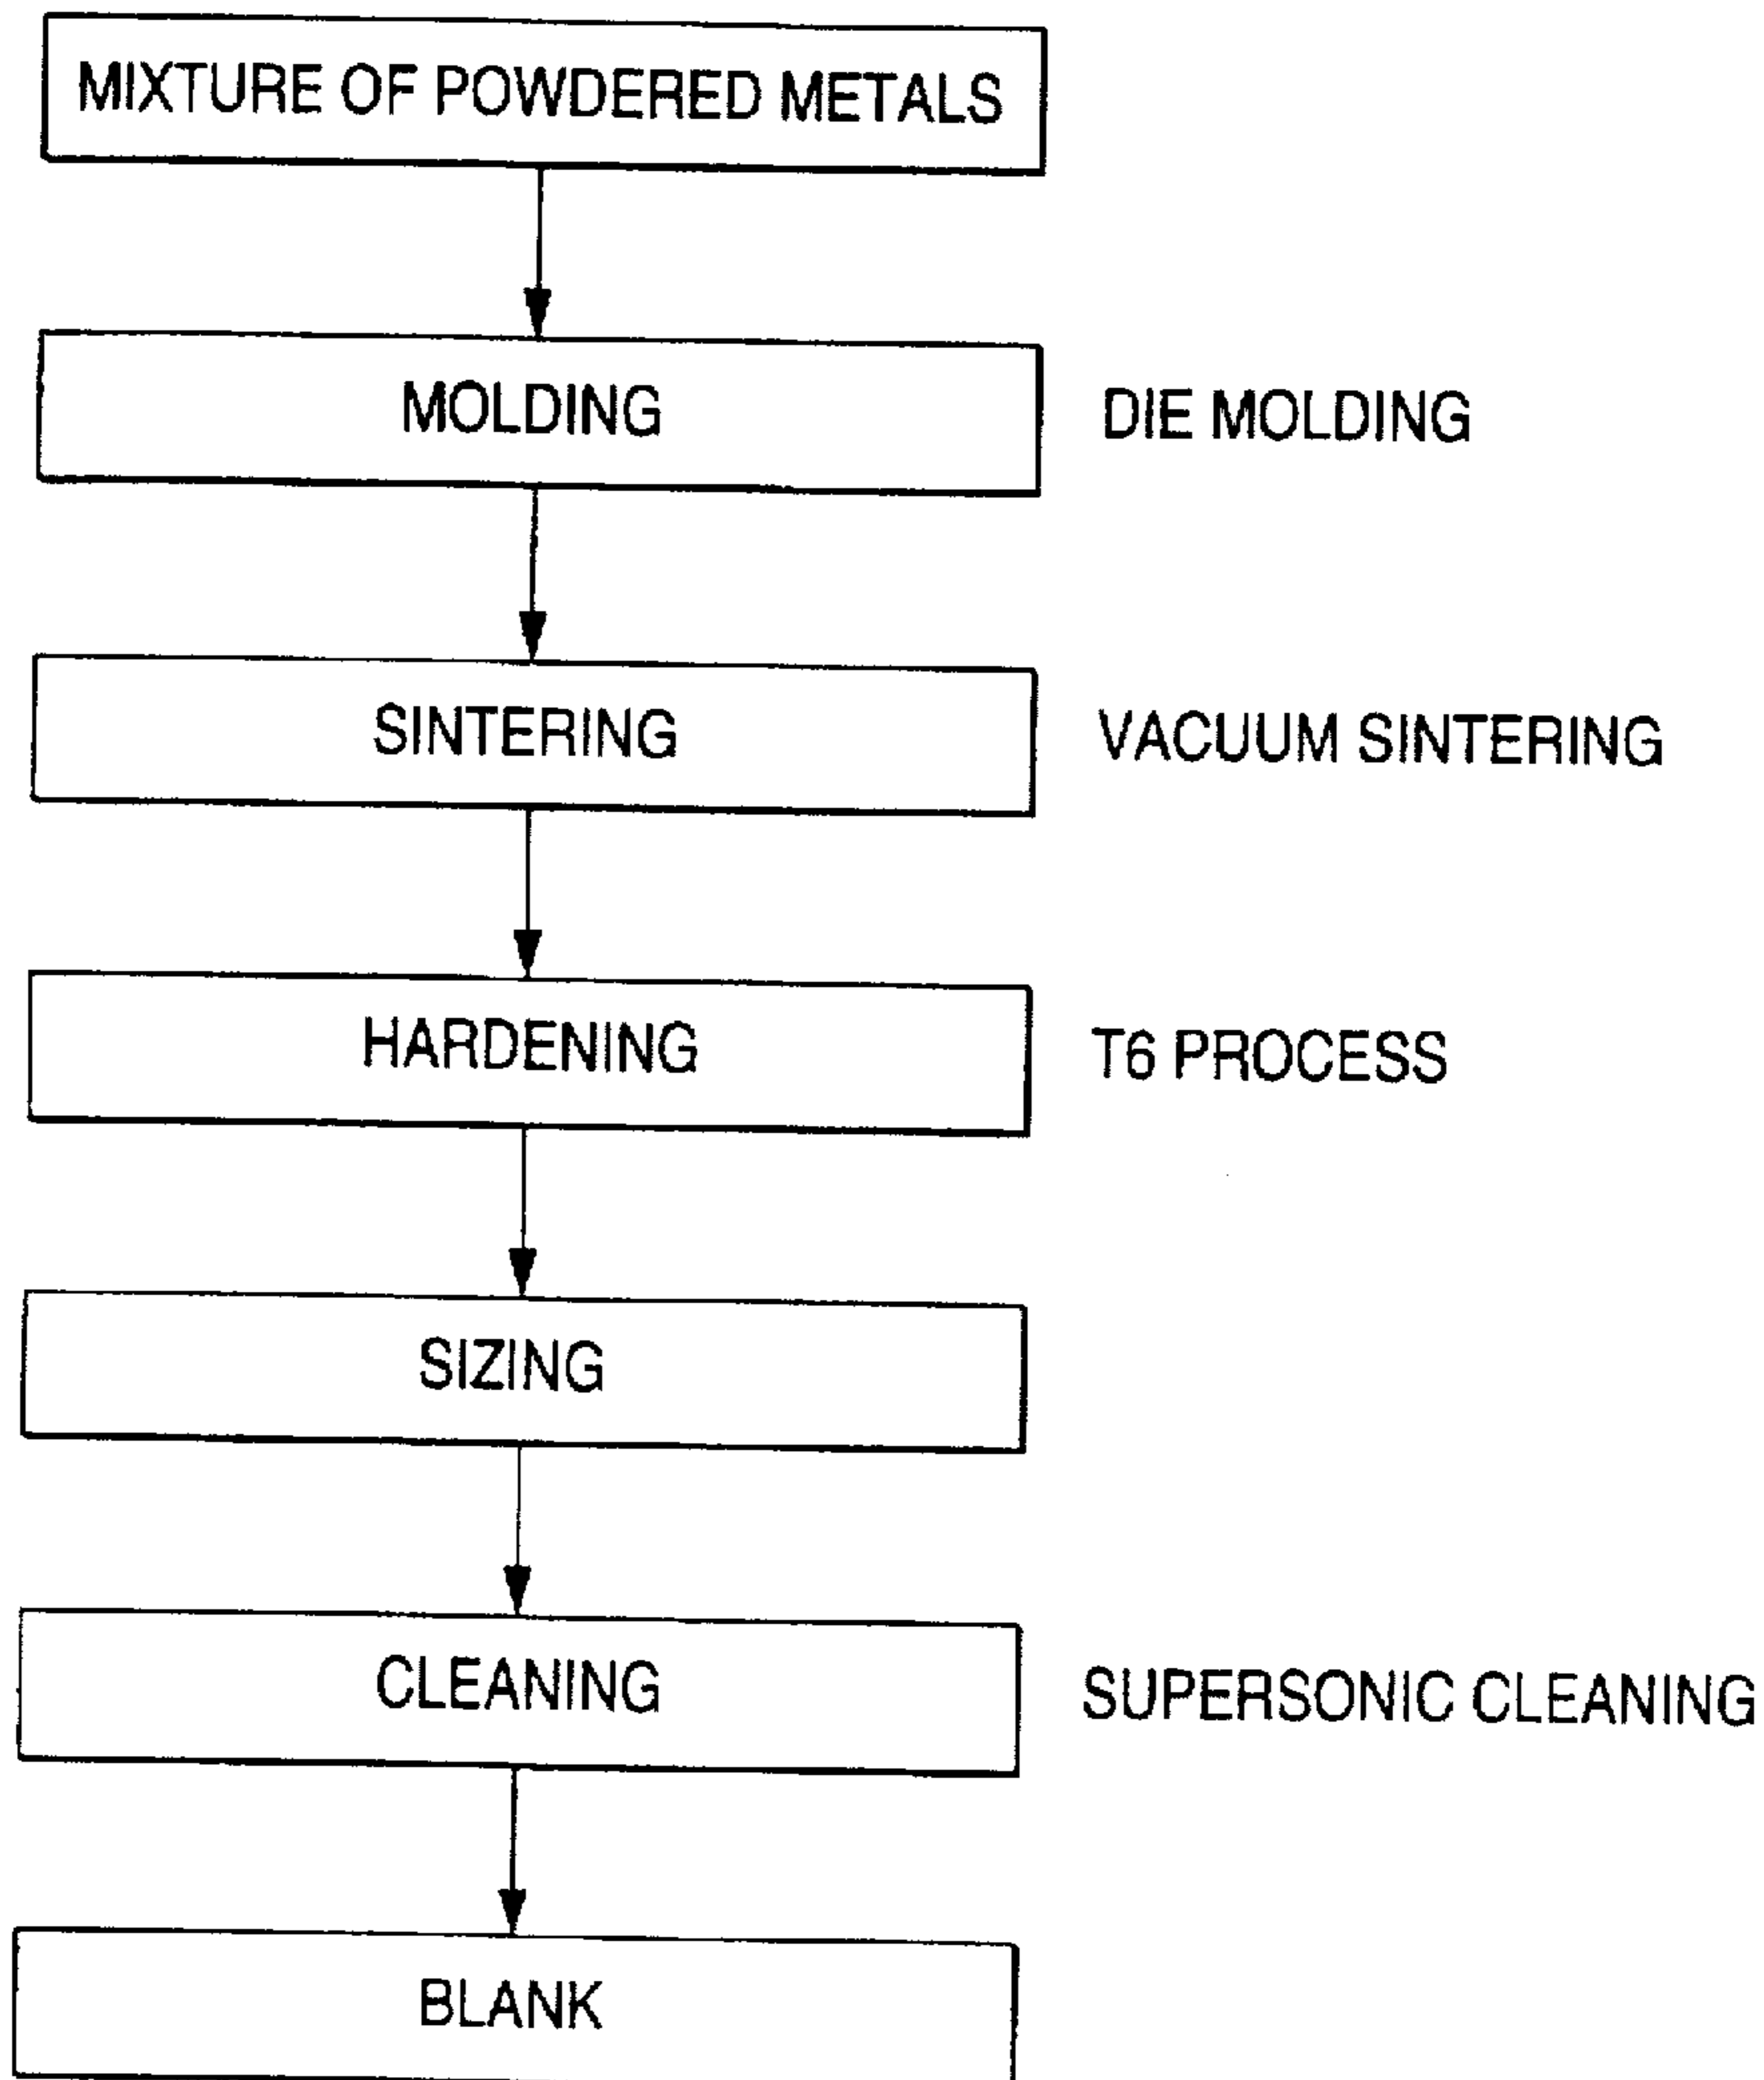 MIXTURE OF POWDERED METALS
MOLDING
DIE MOLDING
SINTERING
VACUUM SINTERING
HARDENING
T6 PROCESS
SIZING
CLEANING
SUPERSONIC CLEANING
BLANK